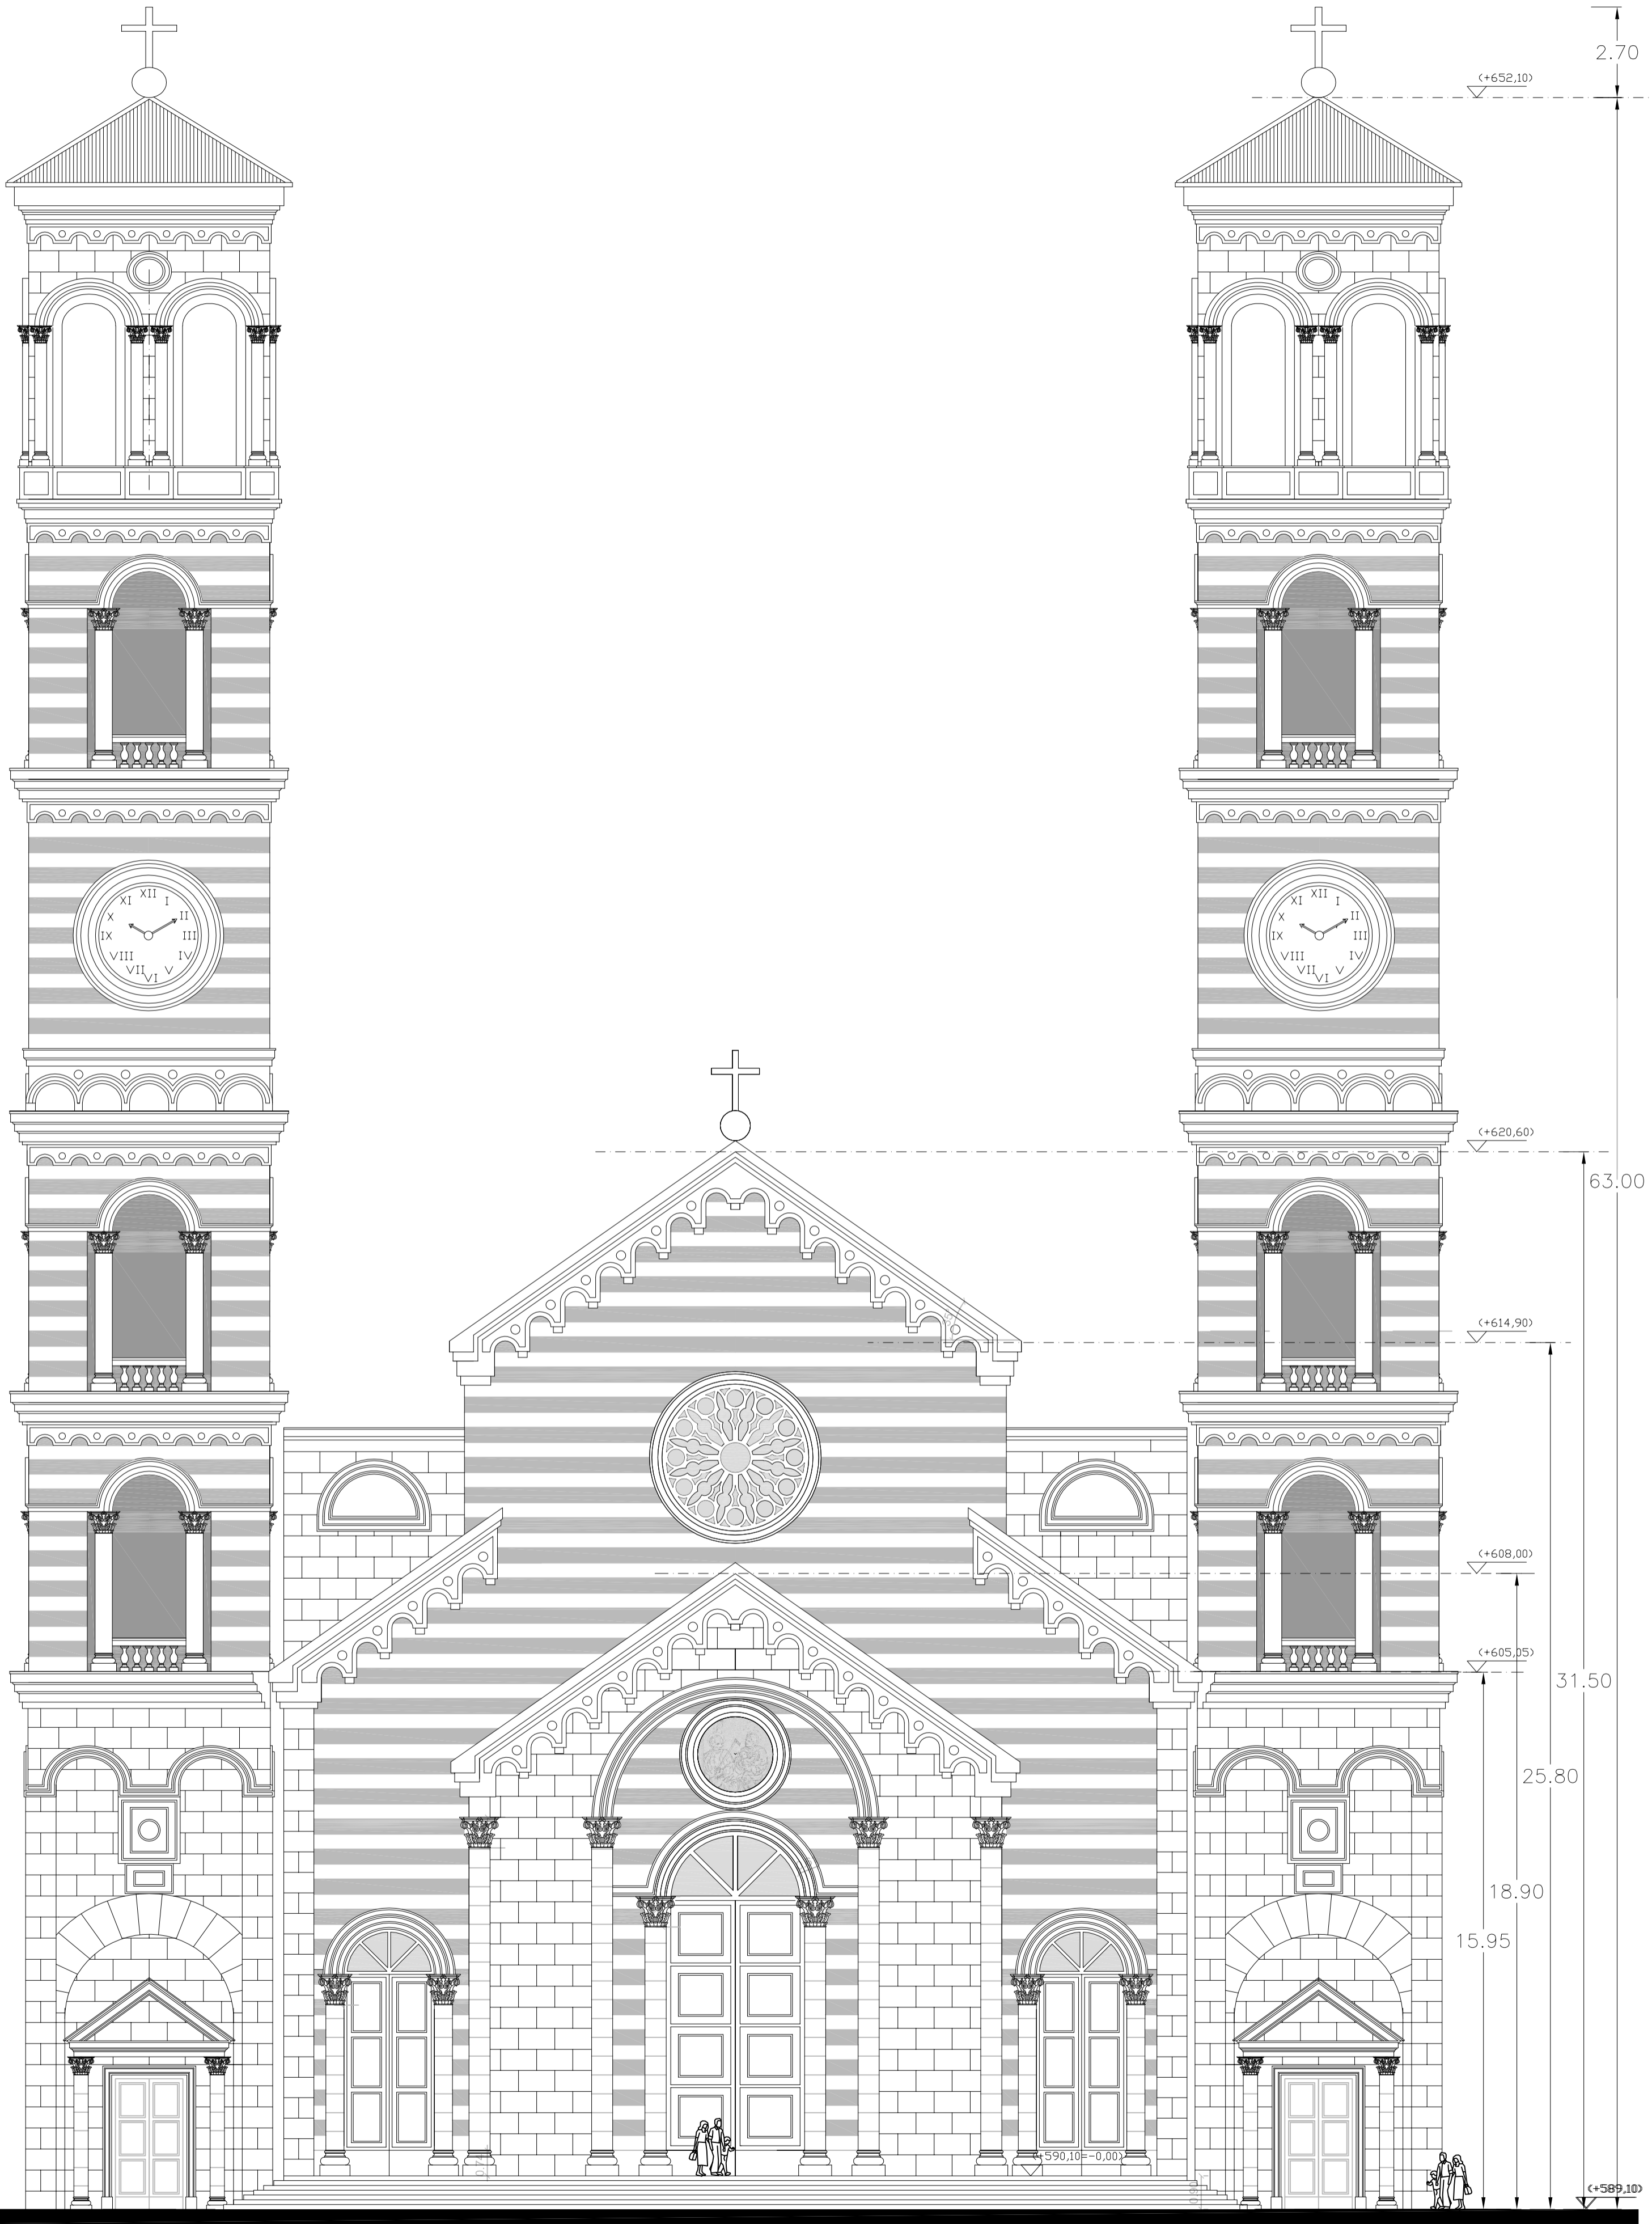 2.70
(+652,10)
XII
XI
I
X
II
IX
III
VIII
IV
VII
V
VI
XII
XI
I
X
II
IX
III
VIII
IV
VII
V
VI
(+620,60)
63.00
(+614,90)
(+608,00)
(+605,05)
31.50
25.80
18.90
15.95
(+590,10=-0,00)
(+589,10)